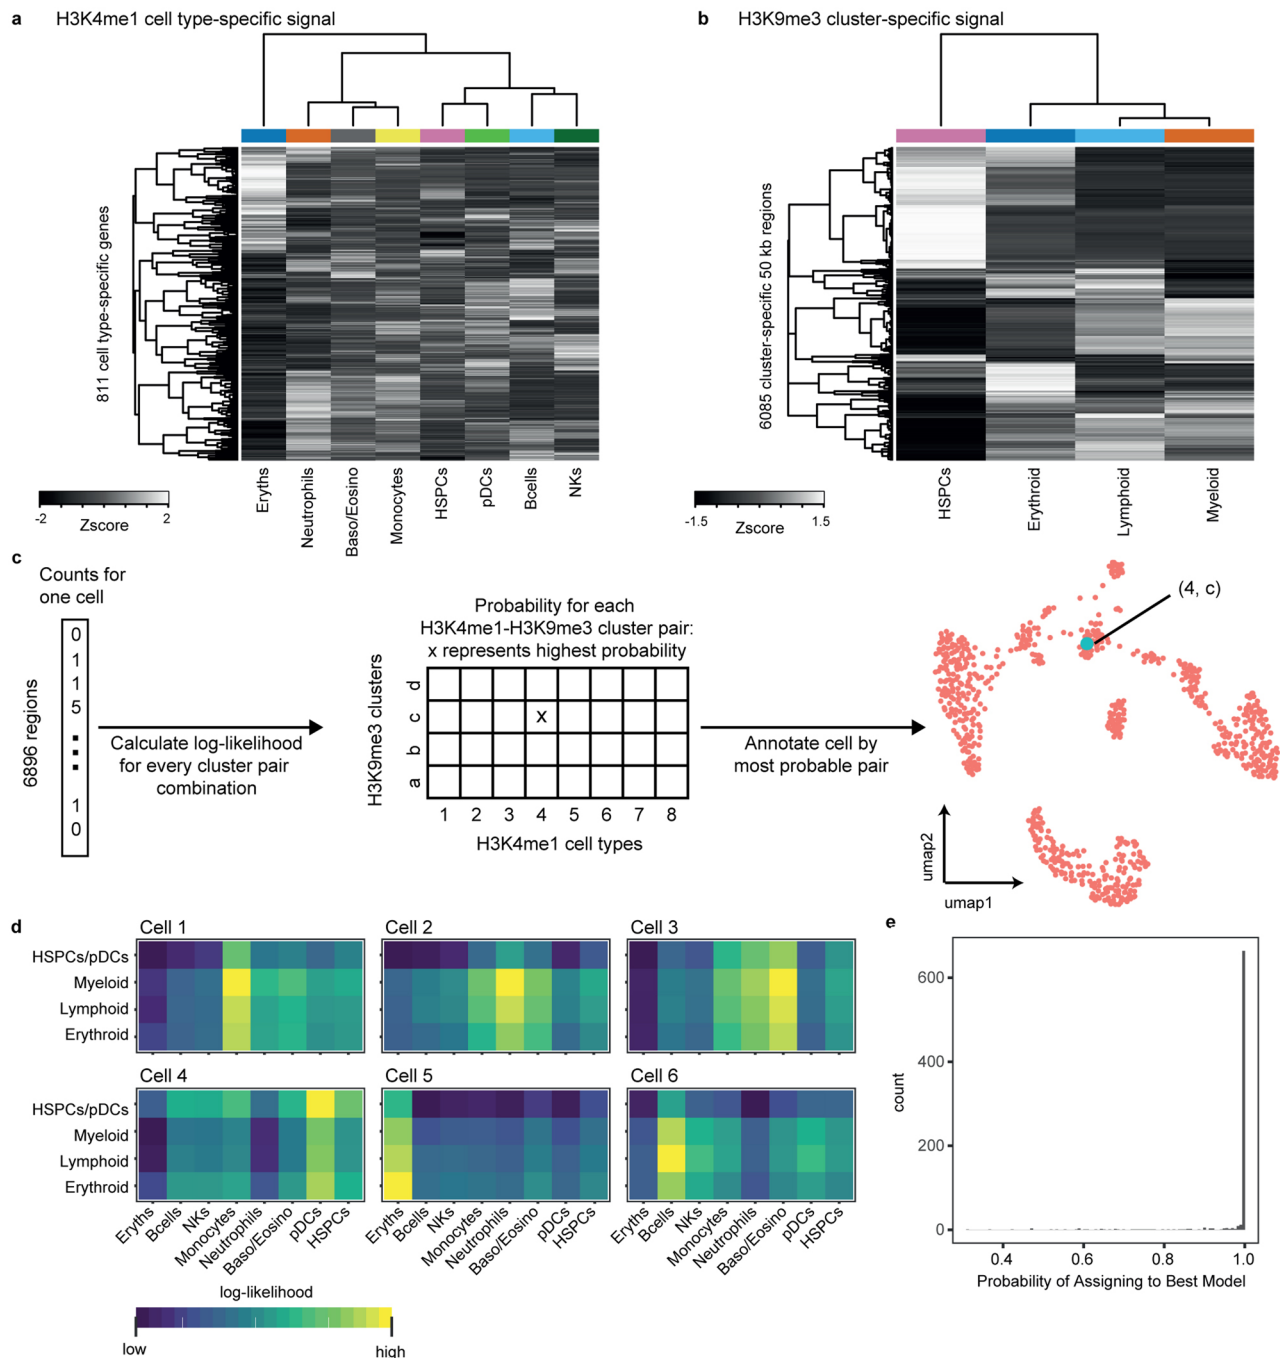 a H3K4me1 cell type-specific signal
811 cell type-specific genes
Eryths
Neutrophils
Baso/Eosino
Monocytes
HSPCs
pDCs
Bcells
NKs
-2 2
Zscore
b H3K9me3 cluster-specific signal
6085 cluster-specific 50 kb regions
HSPCs
Erythroid
Lymphoid
Myeloid
-1.5 1.5
Zscore
c
Counts for
one cell
6896 regions
0
1
1
5
1
0
Calculate log-likelihood
for every cluster pair
combination
Probability for each
H3K4me1-H3K9me3 cluster pair:
x represents highest probability
H3K9me3 clusters
d
c
b
a
x
1 2 3 4 5 6 7 8
H3K4me1 cell types
Annotate cell by
most probable pair
(4, c)
umap2
umap1
d
Cell 1 Cell 2 Cell 3
HSPCs/pDCs
Myeloid
Lymphoid
Erythroid
Cell 4 Cell 5 Cell 6
HSPCs/pDCs
Myeloid
Lymphoid
Erythroid
Eryths
Bcells
NKs
Monocytes
Neutrophils
Baso/Eosino
pDCs
HSPCs
Eryths
Bcells
NKs
Monocytes
Neutrophils
Baso/Eosino
pDCs
HSPCs
Eryths
Bcells
NKs
Monocytes
Neutrophils
Baso/Eosino
pDCs
HSPCs
log-likelihood
low high
e
count
600
400
200
0
0.4 0.6 0.8 1.0
Probability of Assigning to Best Model